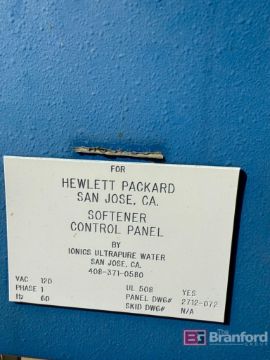 FOR
HEWLETT PACKARD
SAN JOSE, CA.
SOFTENER
CONTROL PANEL
BY
IONICS ULTRAPURE WATER
SAN JOSE, CA.
408-371-0580
VAC 120
PHASE 1
Hz 60
UL 508 YES
PANEL DWG# 2712-072
SKID DWG# N/A
The
Branford